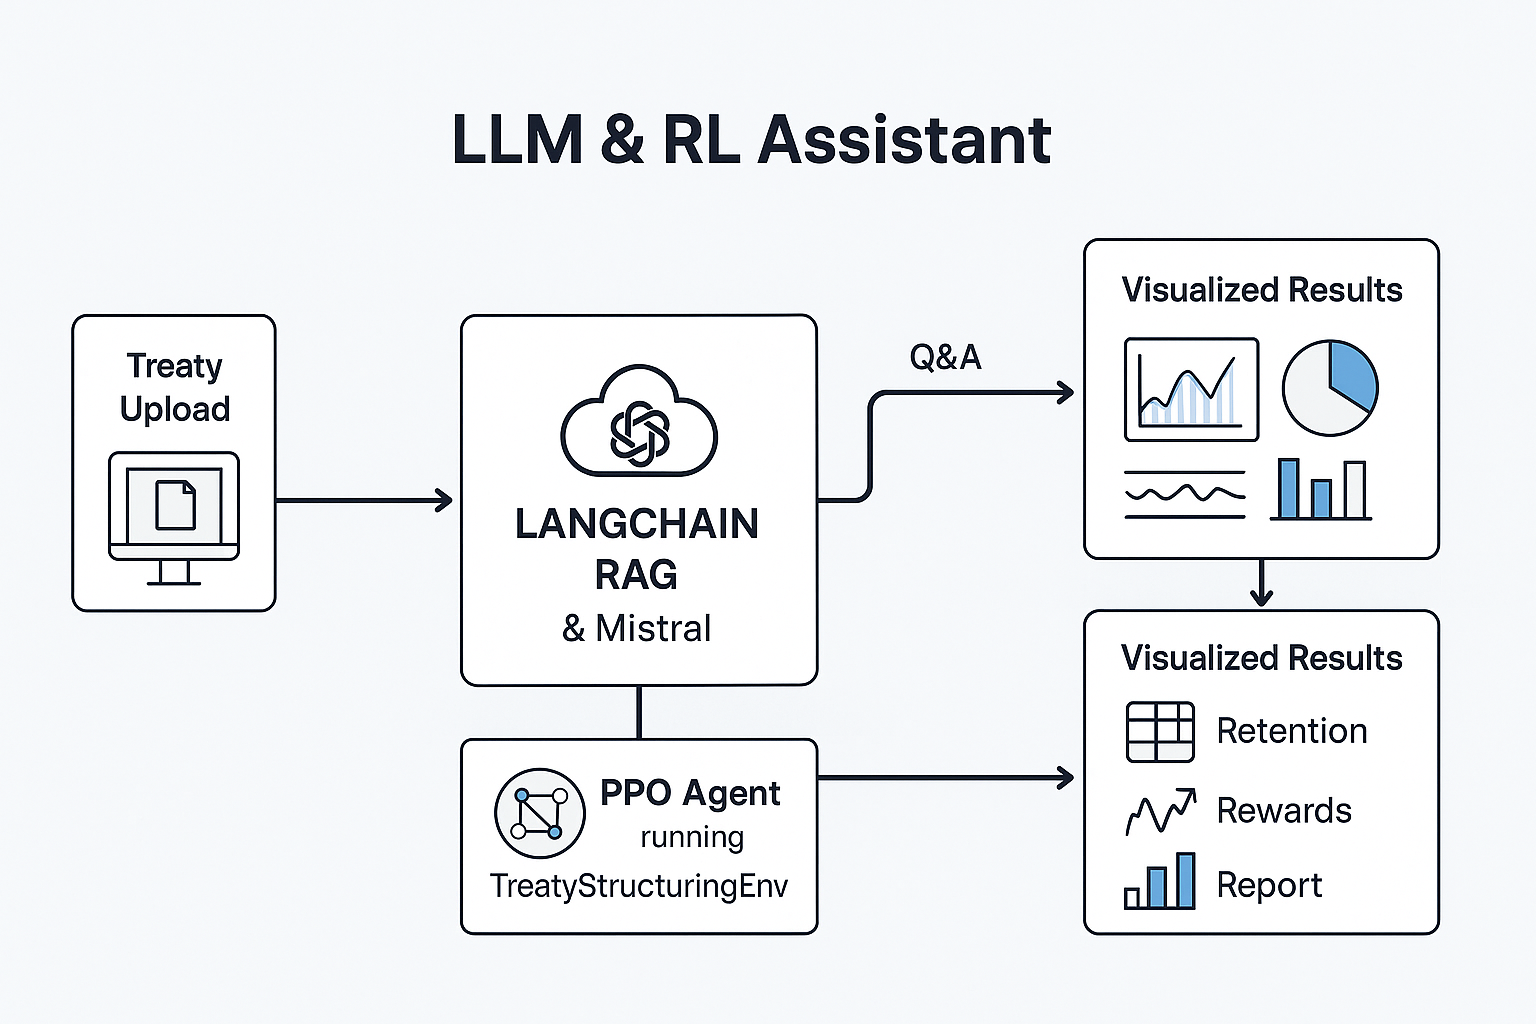 LLM & RL Assistant
Treaty
Upload
LANGCHAIN
RAG
& Mistral
Q&A
Visualized Results
PPO Agent
running
TreatyStructuringEnv
Visualized Results
Retention
Rewards
Report